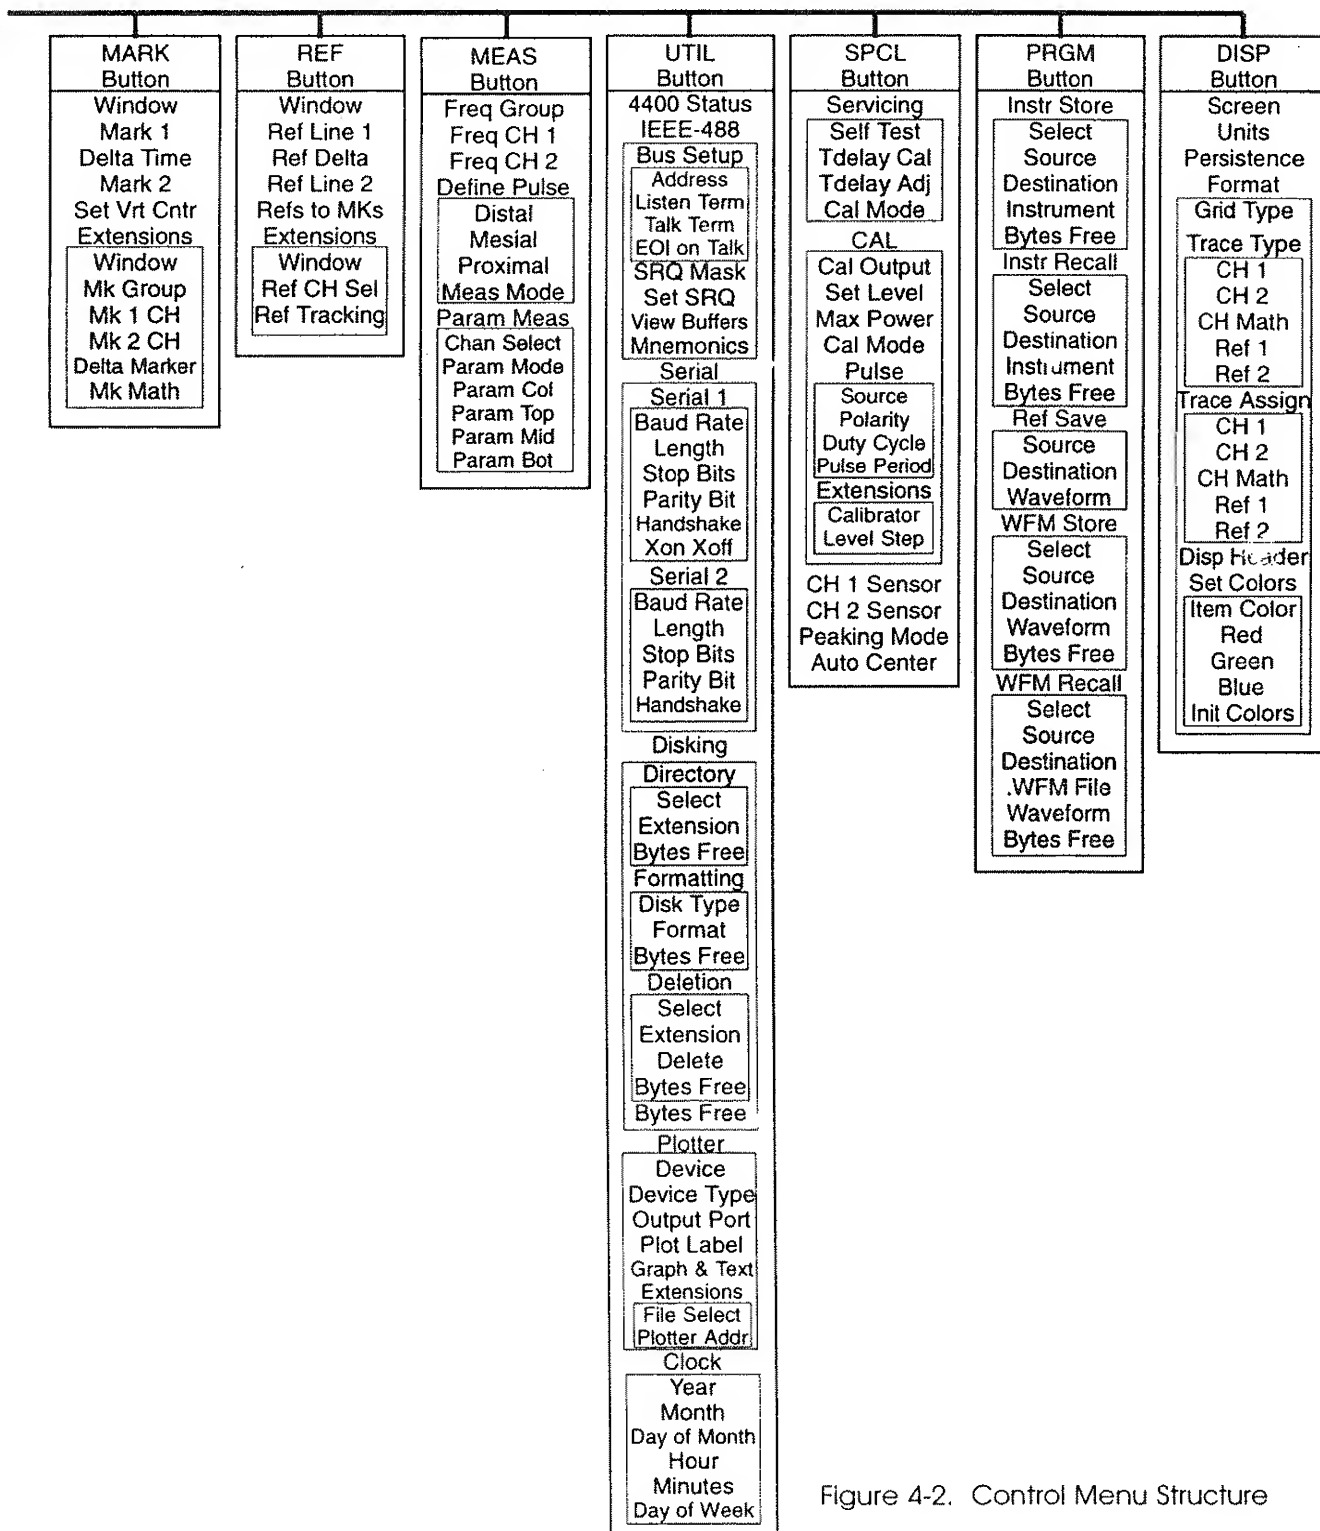 MARK
Button
Window
Mark 1
Delta Time
Mark 2
Set Vrt Cntr
Extensions
Window
Mk Group
Mk 1 CH
Mk 2 CH
Delta Marker
Mk Math
REF
Button
Window
Ref Line 1
Ref Delta
Ref Line 2
Refs to MKs
Extensions
Window
Ref CH Sel
Ref Tracking
MEAS
Button
Freq Group
Freq CH 1
Freq CH 2
Define Pulse
Distal
Mesial
Proximal
Meas Mode
Param Meas
Chan Select
Param Mode
Param Col
Param Top
Param Mid
Param Bot
UTIL
Button
4400 Status
IEEE-488
Bus Setup
Address
Listen Term
Talk Term
EOI on Talk
SRQ Mask
Set SRQ
View Buffers
Mnemonics
Serial
Serial 1
Baud Rate
Length
Stop Bits
Parity Bit
Handshake
Xon Xoff
Serial 2
Baud Rate
Length
Stop Bits
Parity Bit
Handshake
Disking
Directory
Select
Extension
Bytes Free
Formatting
Disk Type
Format
Bytes Free
Deletion
Select
Extension
Delete
Bytes Free
Bytes Free
Plotter
Device
Device Type
Output Port
Plot Label
Graph & Text
Extensions
File Select
Plotter Addr
Clock
Year
Month
Day of Month
Hour
Minutes
Day of Week
SPCL
Button
Servicing
Self Test
Tdelay Cal
Tdelay Adj
Cal Mode
CAL
Cal Output
Set Level
Max Power
Cal Mode
Pulse
Source
Polarity
Duty Cycle
Pulse Period
Extensions
Calibrator
Level Step
CH 1 Sensor
CH 2 Sensor
Peaking Mode
Auto Center
PRGM
Button
Instr Store
Select
Source
Destination
Instrument
Bytes Free
Instr Recall
Select
Source
Destination
Instrument
Bytes Free
Ref Save
Source
Destination
Waveform
WFM Store
Select
Source
Destination
Waveform
Bytes Free
WFM Recall
Select
Source
Destination
.WFM File
Waveform
Bytes Free
DISP
Button
Screen
Units
Persistence
Format
Grid Type
Trace Type
CH 1
CH 2
CH Math
Ref 1
Ref 2
Trace Assign
CH 1
CH 2
CH Math
Ref 1
Ref 2
Disp Header
Set Colors
Item Color
Red
Green
Blue
Init Colors
Figure 4-2. Control Menu Structure